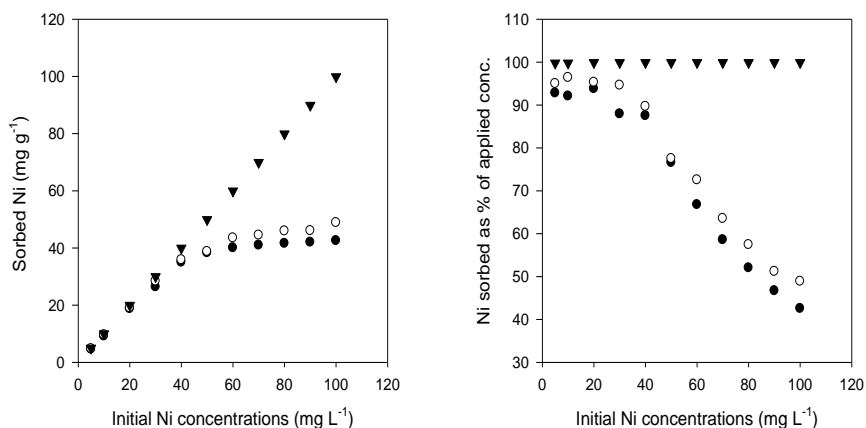 120
100
80
60
40
20
0
Sorbed Ni (mg g⁻¹)
0 20 40 60 80 100 120
Initial Ni concentrations (mg L⁻¹)
110
100
90
80
70
60
50
40
30
Ni sorbed as % of applied conc.
0 20 40 60 80 100 120
Initial Ni concentrations (mg L⁻¹)